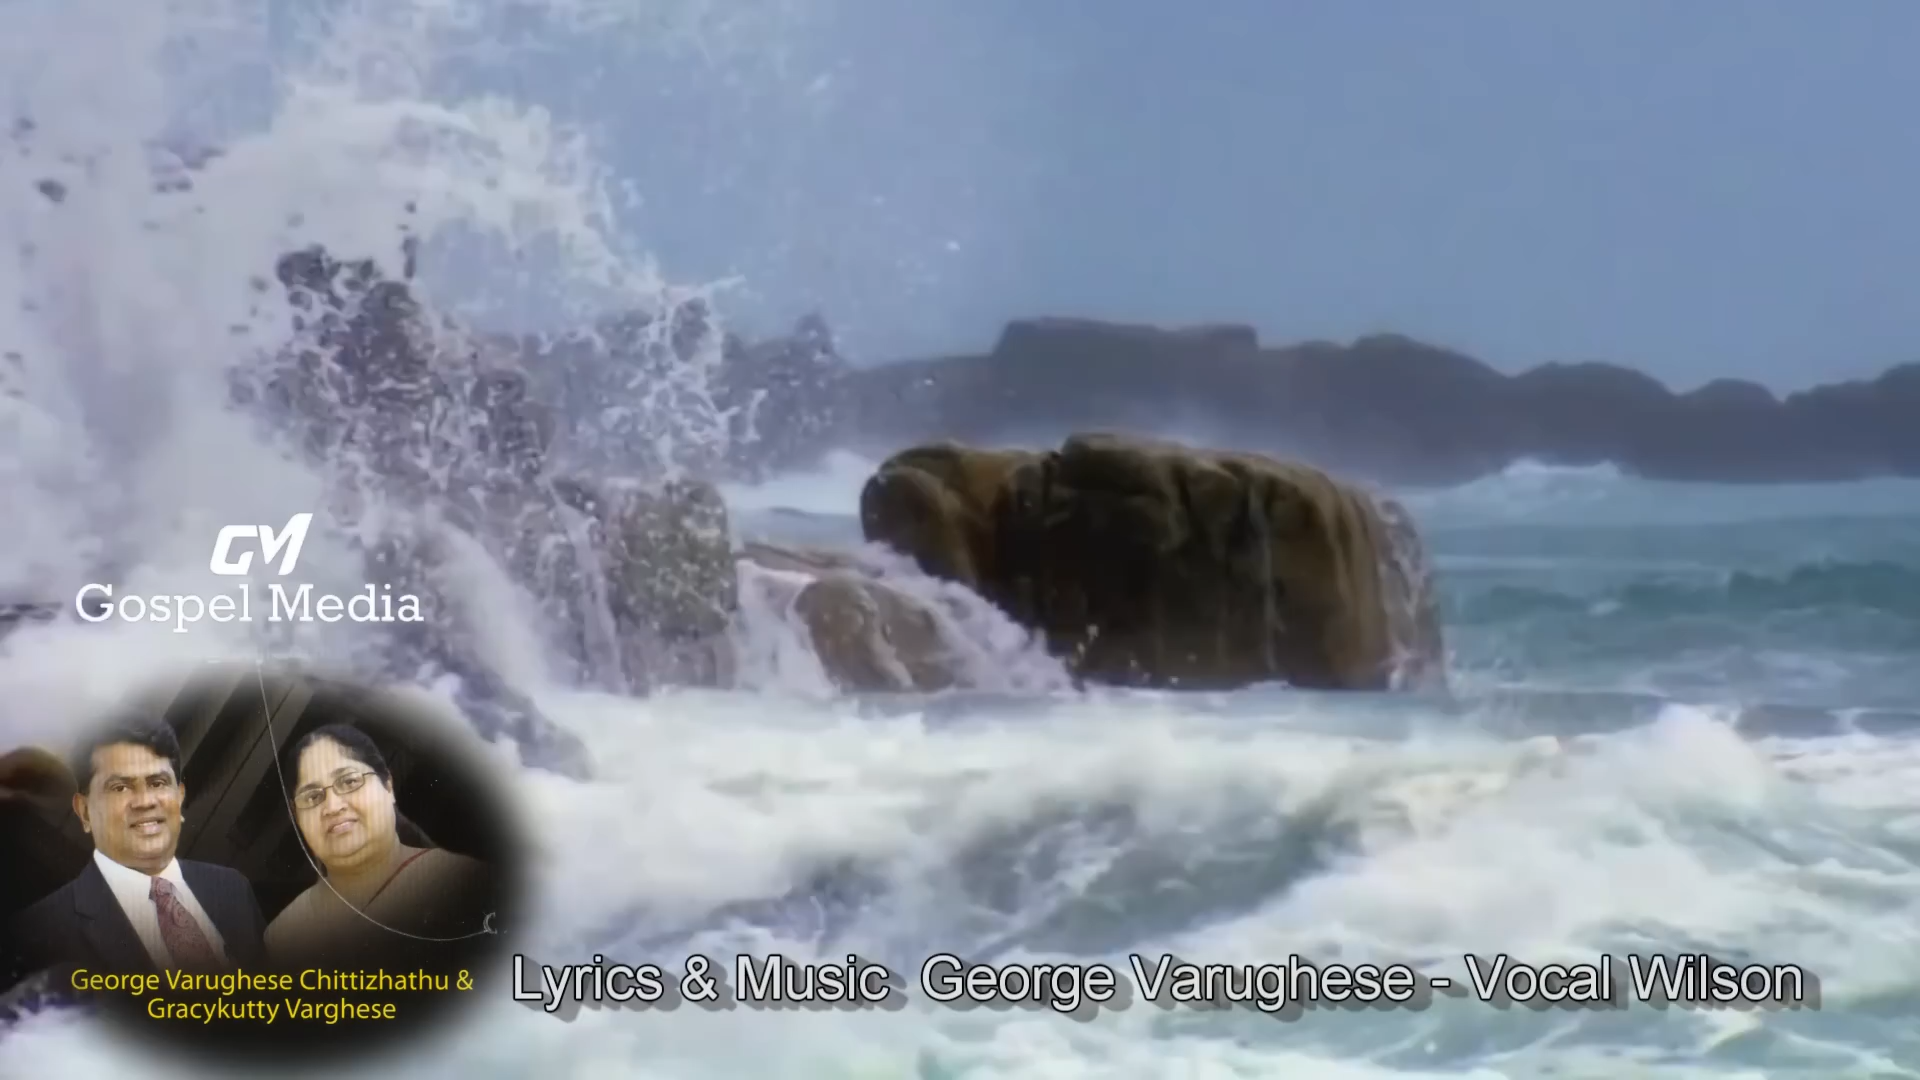 GM
Gospel Media
George Varughese Chittizhathu &
Gracykutty Varghese
Lyrics & Music George Varughese - Vocal Wilson